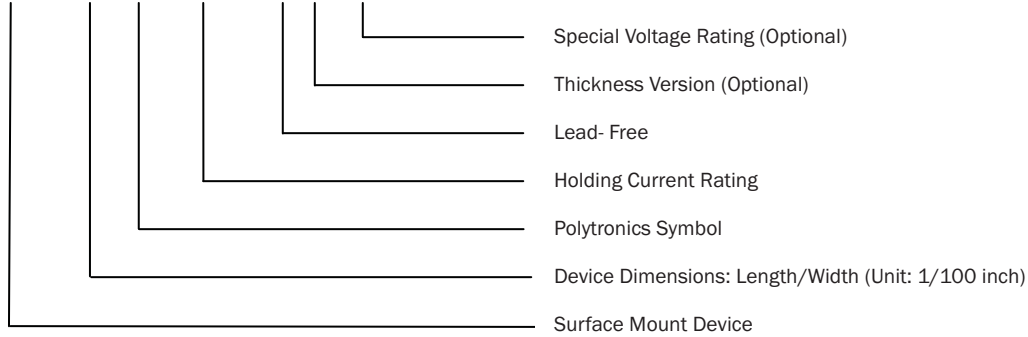 Special Voltage Rating (Optional)
Thickness Version (Optional)
Lead- Free
Holding Current Rating
Polytronics Symbol
Device Dimensions: Length/Width (Unit: 1/100 inch)
Surface Mount Device